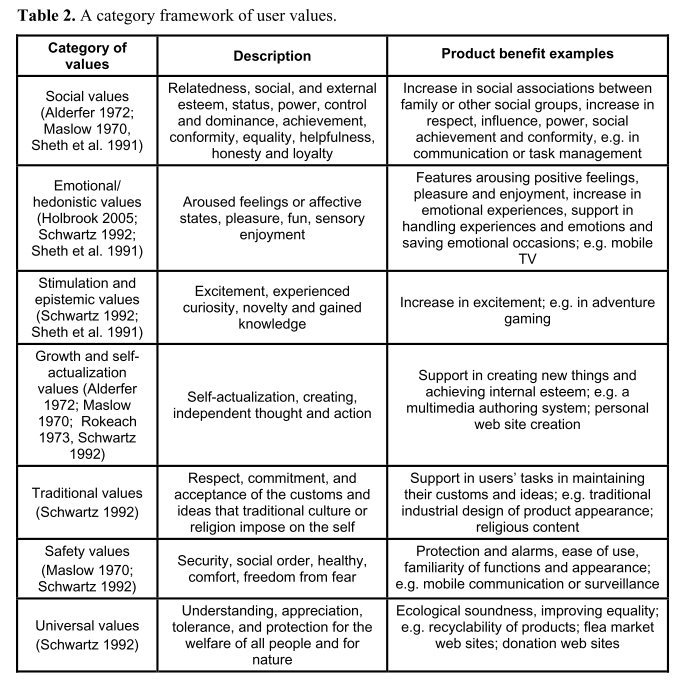 Table 2. A category framework of user values.
Category of
values
Description
Product benefit examples
Social values
(Alderfer 1972;
Maslow 1970,
Sheth et al. 1991)
Relatedness, social, and external
esteem, status, power, control
and dominance, achievement,
conformity, equality, helpfulness,
honesty and loyalty
Increase in social associations between
family or other social groups, increase in
respect, influence, power, social
achievement and conformity, e.g. in
communication or task management
Emotional/
hedonistic values
(Holbrook 2005;
Schwartz 1992;
Sheth et al. 1991)
Aroused feelings or affective
states, pleasure, fun, sensory
enjoyment
Features arousing positive feelings,
pleasure and enjoyment, increase in
emotional experiences, support in
handling experiences and emotions and
saving emotional occasions; e.g. mobile
TV
Stimulation and
epistemic values
(Schwartz 1992;
Sheth et al. 1991)
Excitement, experienced
curiosity, novelty and gained
knowledge
Increase in excitement; e.g. in adventure
gaming
Growth and self-
actualization
values (Alderfer
1972; Maslow
1970; Rokeach
1973, Schwartz
1992)
Self-actualization, creating,
independent thought and action
Support in creating new things and
achieving internal esteem; e.g. a
multimedia authoring system; personal
web site creation
Traditional values
(Schwartz 1992)
Respect, commitment, and
acceptance of the customs and
ideas that traditional culture or
religion impose on the self
Support in users' tasks in maintaining
their customs and ideas; e.g. traditional
industrial design of product appearance;
religious content
Safety values
(Maslow 1970;
Schwartz 1992)
Security, social order, healthy,
comfort, freedom from fear
Protection and alarms, ease of use,
familiarity of functions and appearance;
e.g. mobile communication or surveillance
Universal values
(Schwartz 1992)
Understanding, appreciation,
tolerance, and protection for the
welfare of all people and for
nature
Ecological soundness, improving equality;
e.g. recyclability of products; flea market
web sites; donation web sites